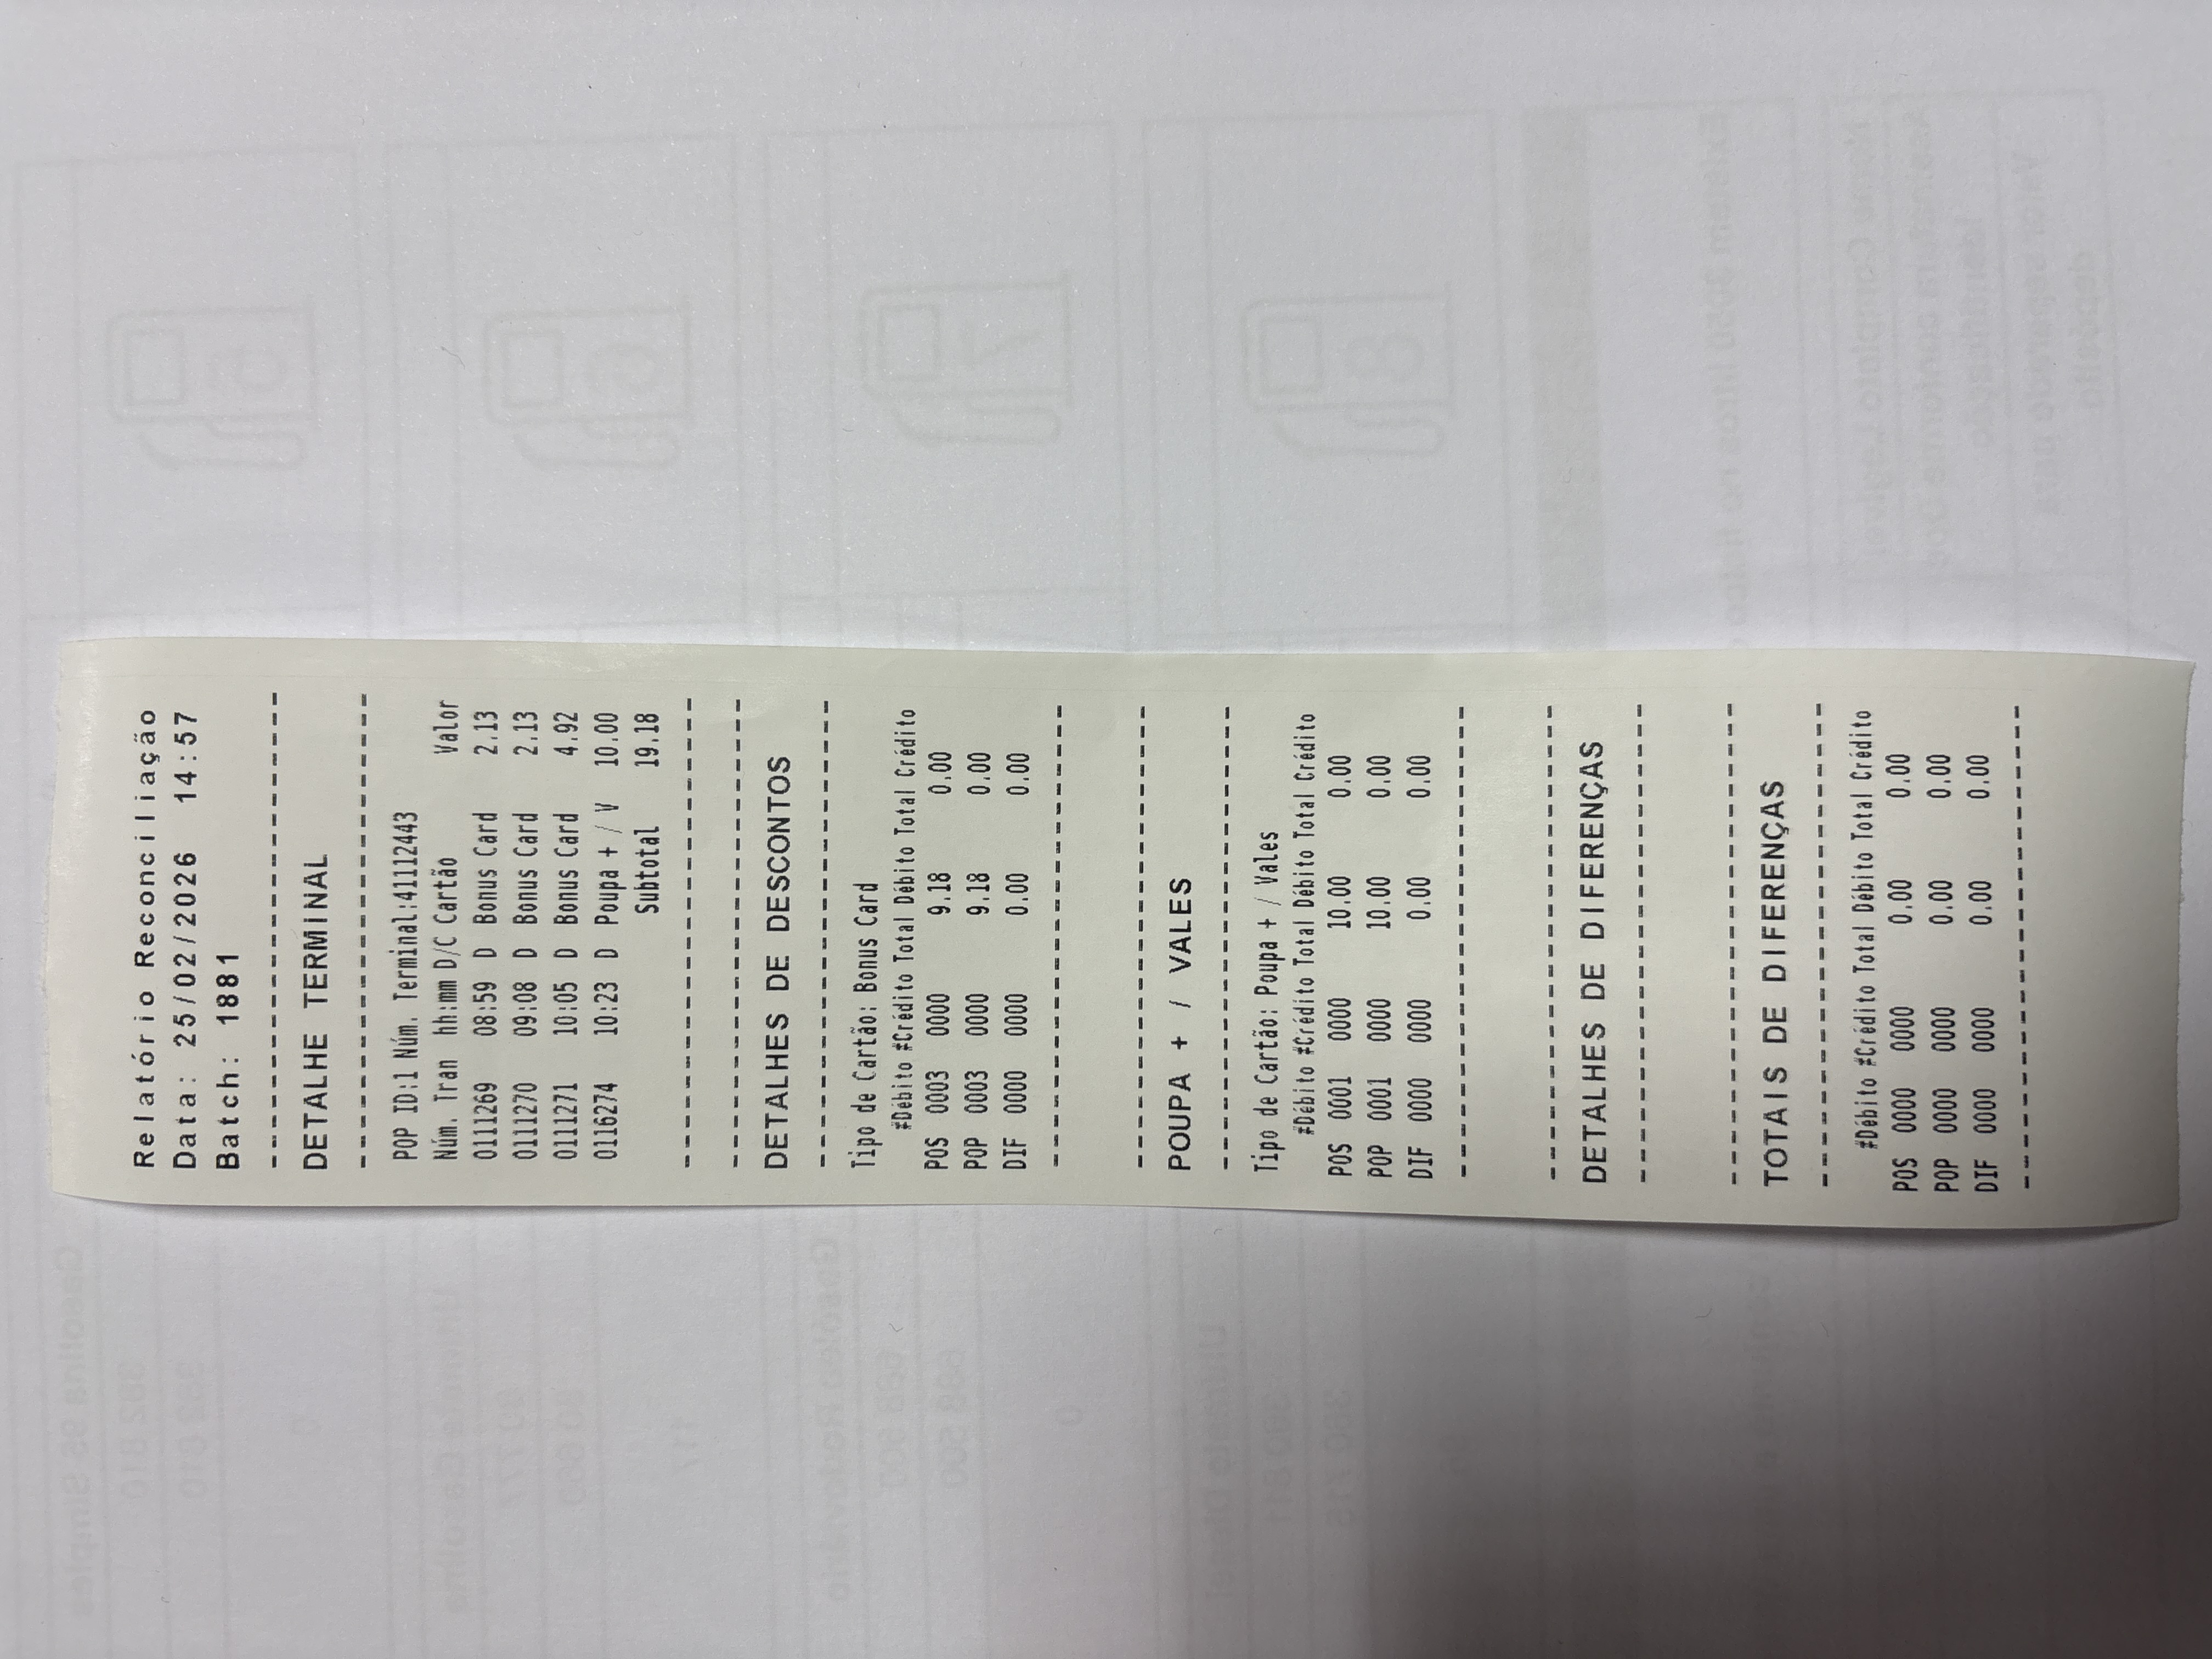 Relatório Reconciliação
Data: 25/02/2026 14:57
Batch: 1881
--------------------------------
DETALHE TERMINAL
--------------------------------
POP ID:1 Núm. Terminal:41112443
Núm. Tran hh:mm D/C Cartão Valor
0111269 08:59 D Bonus Card 2.13
0111270 09:08 D Bonus Card 2.13
0111271 10:05 D Bonus Card 4.92
0116274 10:23 D Poupa + / V 10.00
Subtotal 19.18
--------------------------------
--------------------------------
DETALHES DE DESCONTOS
--------------------------------
Tipo de Cartão: Bonus Card
#Débito #Crédito Total Débito Total Crédito
POS 0003 0000 9.18 0.00
POP 0003 0000 9.18 0.00
DIF 0000 0000 0.00 0.00
--------------------------------
--------------------------------
POUPA + / VALES
--------------------------------
Tipo de Cartão: Poupa + / Vales
#Débito #Crédito Total Débito Total Crédito
POS 0001 0000 10.00 0.00
POP 0001 0000 10.00 0.00
DIF 0000 0000 0.00 0.00
--------------------------------
--------------------------------
DETALHES DE DIFERENÇAS
--------------------------------
--------------------------------
TOTAIS DE DIFERENÇAS
--------------------------------
#Débito #Crédito Total Débito Total Crédito
POS 0000 0000 0.00 0.00
POP 0000 0000 0.00 0.00
DIF 0000 0000 0.00 0.00
--------------------------------